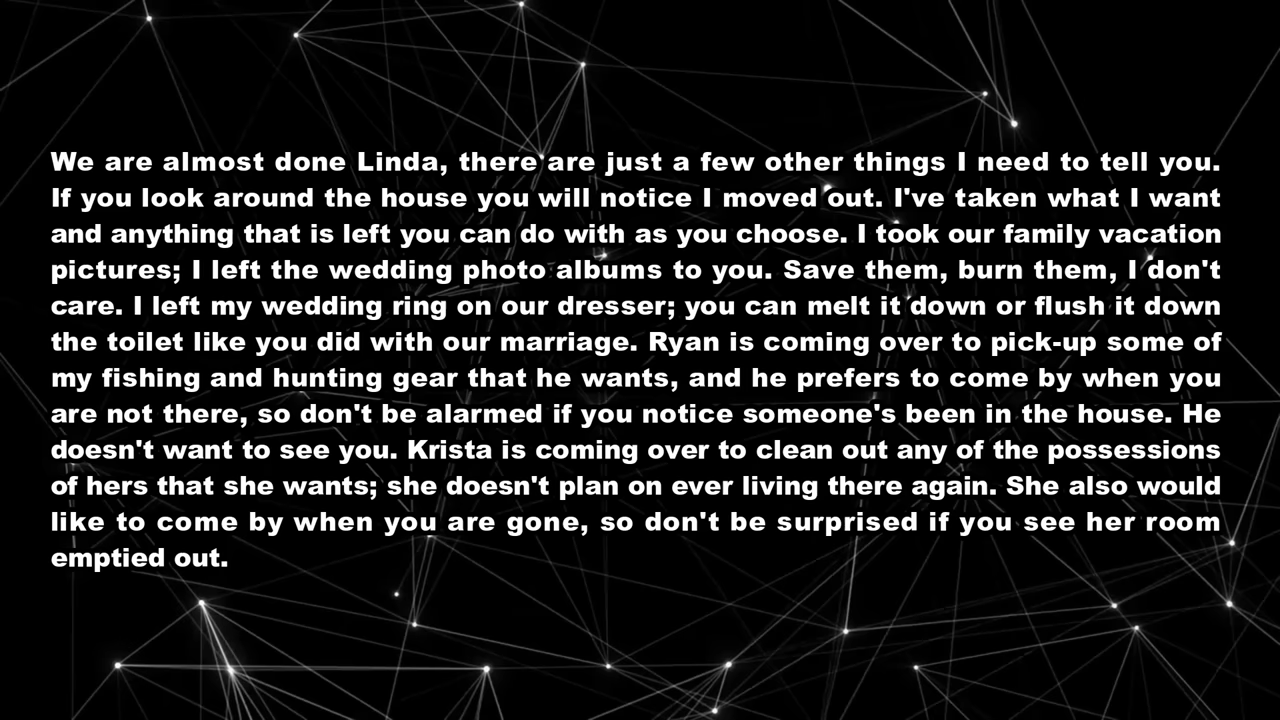 We are almost done Linda, there are just a few other things I need to tell you.
If you look around the house you will notice I moved out. I've taken what I want
and anything that is left you can do with as you choose. I took our family vacation
pictures; I left the wedding photo albums to you. Save them, burn them, I don't
care. I left my wedding ring on our dresser; you can melt it down or flush it down
the toilet like you did with our marriage. Ryan is coming over to pick-up some of
my fishing and hunting gear that he wants, and he prefers to come by when you
are not there, so don't be alarmed if you notice someone's been in the house. He
doesn't want to see you. Krista is coming over to clean out any of the possessions
of hers that she wants; she doesn't plan on ever living there again. She also would
like to come by when you are gone, so don't be surprised if you see her room
emptied out.